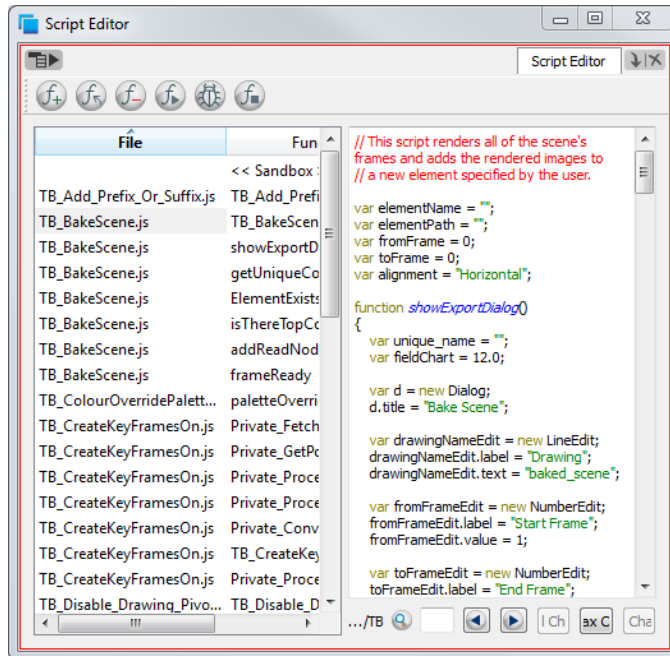 Script Editor
Script Editor
File Fun
<< Sandbox
TB_Add_Prefix_Or_Suffix.js TB_Add_Prefi
TB_BakeScene.js TB_BakeScen
TB_BakeScene.js showExportD
TB_BakeScene.js getUniqueCo
TB_BakeScene.js ElementExists
TB_BakeScene.js isThereTopCo
TB_BakeScene.js addReadNod
TB_BakeScene.js frameReady
TB_ColourOverridePalett... paletteOverri
TB_CreateKeyFramesOn.js Private_Fetch
TB_CreateKeyFramesOn.js Private_GetPo
TB_CreateKeyFramesOn.js Private_Proce
TB_CreateKeyFramesOn.js Private_Proce
TB_CreateKeyFramesOn.js Private_Conv
TB_CreateKeyFramesOn.js TB_CreateKey
TB_CreateKeyFramesOn.js Private_Proce
TB_Disable_Drawing_Pivo... TB_Disable_D
// This script renders all of the scene's
frames and adds the rendered images to
// a new element specified by the user.
var elementName = "";
var elementPath = "";
var fromFrame = 0;
var toFrame = 0;
var alignment = "Horizontal";
function showExportDialog()
{
var unique_name = "";
var fieldChart = 12.0;
var d = new Dialog;
d.title = "Bake Scene";
var drawingNameEdit = new LineEdit;
drawingNameEdit.label = "Drawing";
drawingNameEdit.text = "baked_scene";
var fromFrameEdit = new NumberEdit;
fromFrameEdit.label = "Start Frame";
fromFrameEdit.value = 1;
var toFrameEdit = new NumberEdit;
toFrameEdit.label = "End Frame";
.../TB l Ch ax C Cha